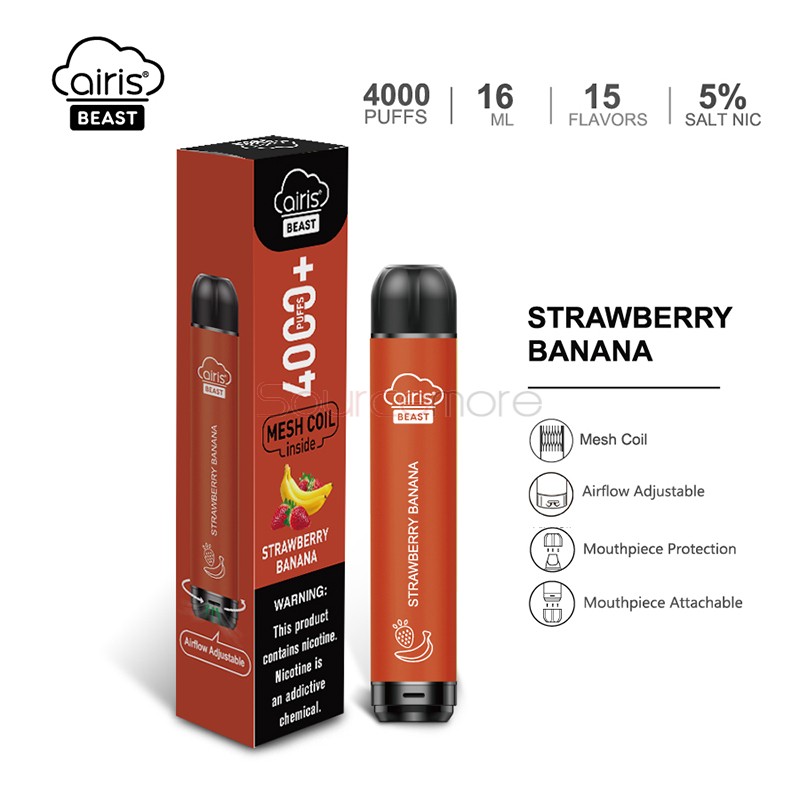 airis®
BEAST
4000
PUFFS
16
ML
15
FLAVORS
5%
SALT NIC
airis®
BEAST
4000+
PUFFS
MESH COIL
inside
STRAWBERRY
BANANA
WARNING:
This product
contains nicotine.
Nicotine is
an addictive
chemical.
airis®
BEAST
STRAWBERRY BANANA
Airflow Adjustable
airis®
BEAST
STRAWBERRY BANANA
Sourcemore
STRAWBERRY
BANANA
Mesh Coil
Airflow Adjustable
Mouthpiece Protection
Mouthpiece Attachable